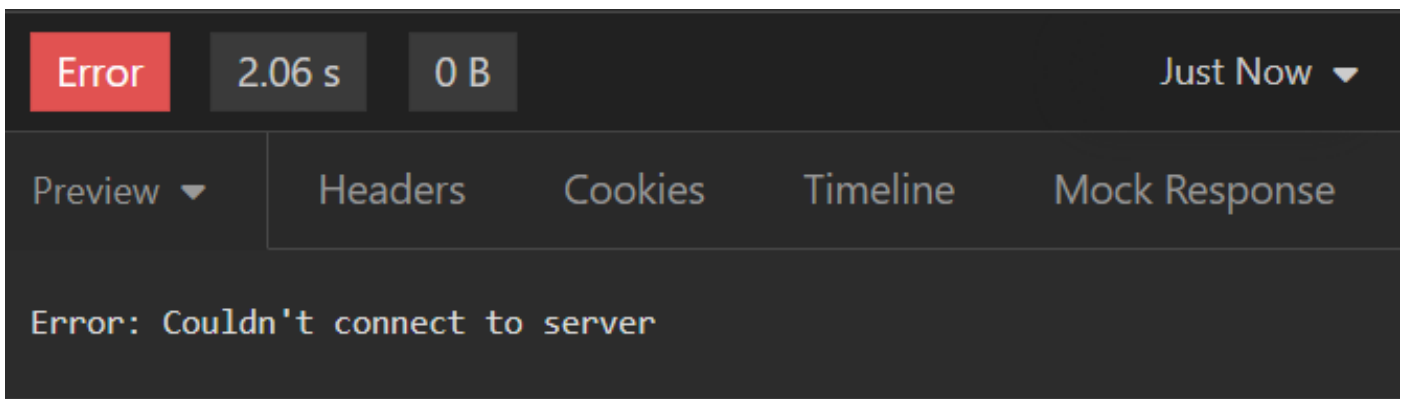 Error 2.06 s 0 B Just Now
Preview Headers Cookies Timeline Mock Response
Error: Couldn't connect to server